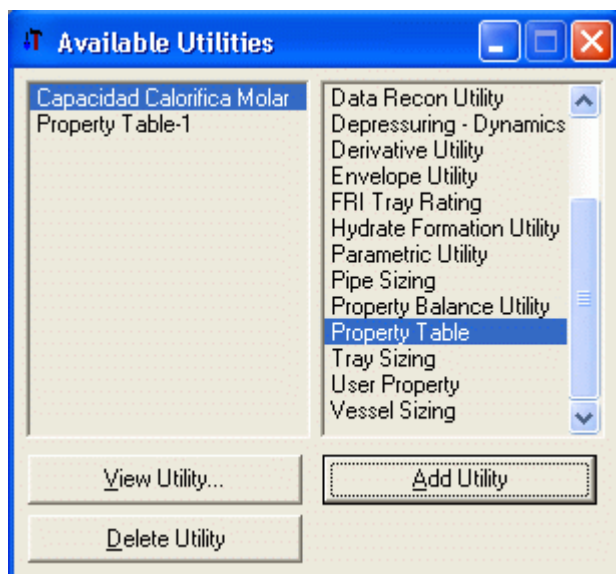 Available Utilities
Capacidad Calorifica Molar
Property Table-1
Data Recon Utility
Depressuring - Dynamics
Derivative Utility
Envelope Utility
FRI Tray Rating
Hydrate Formation Utility
Parametric Utility
Pipe Sizing
Property Balance Utility
Property Table
Tray Sizing
User Property
Vessel Sizing
View Utility...
Add Utility
Delete Utility